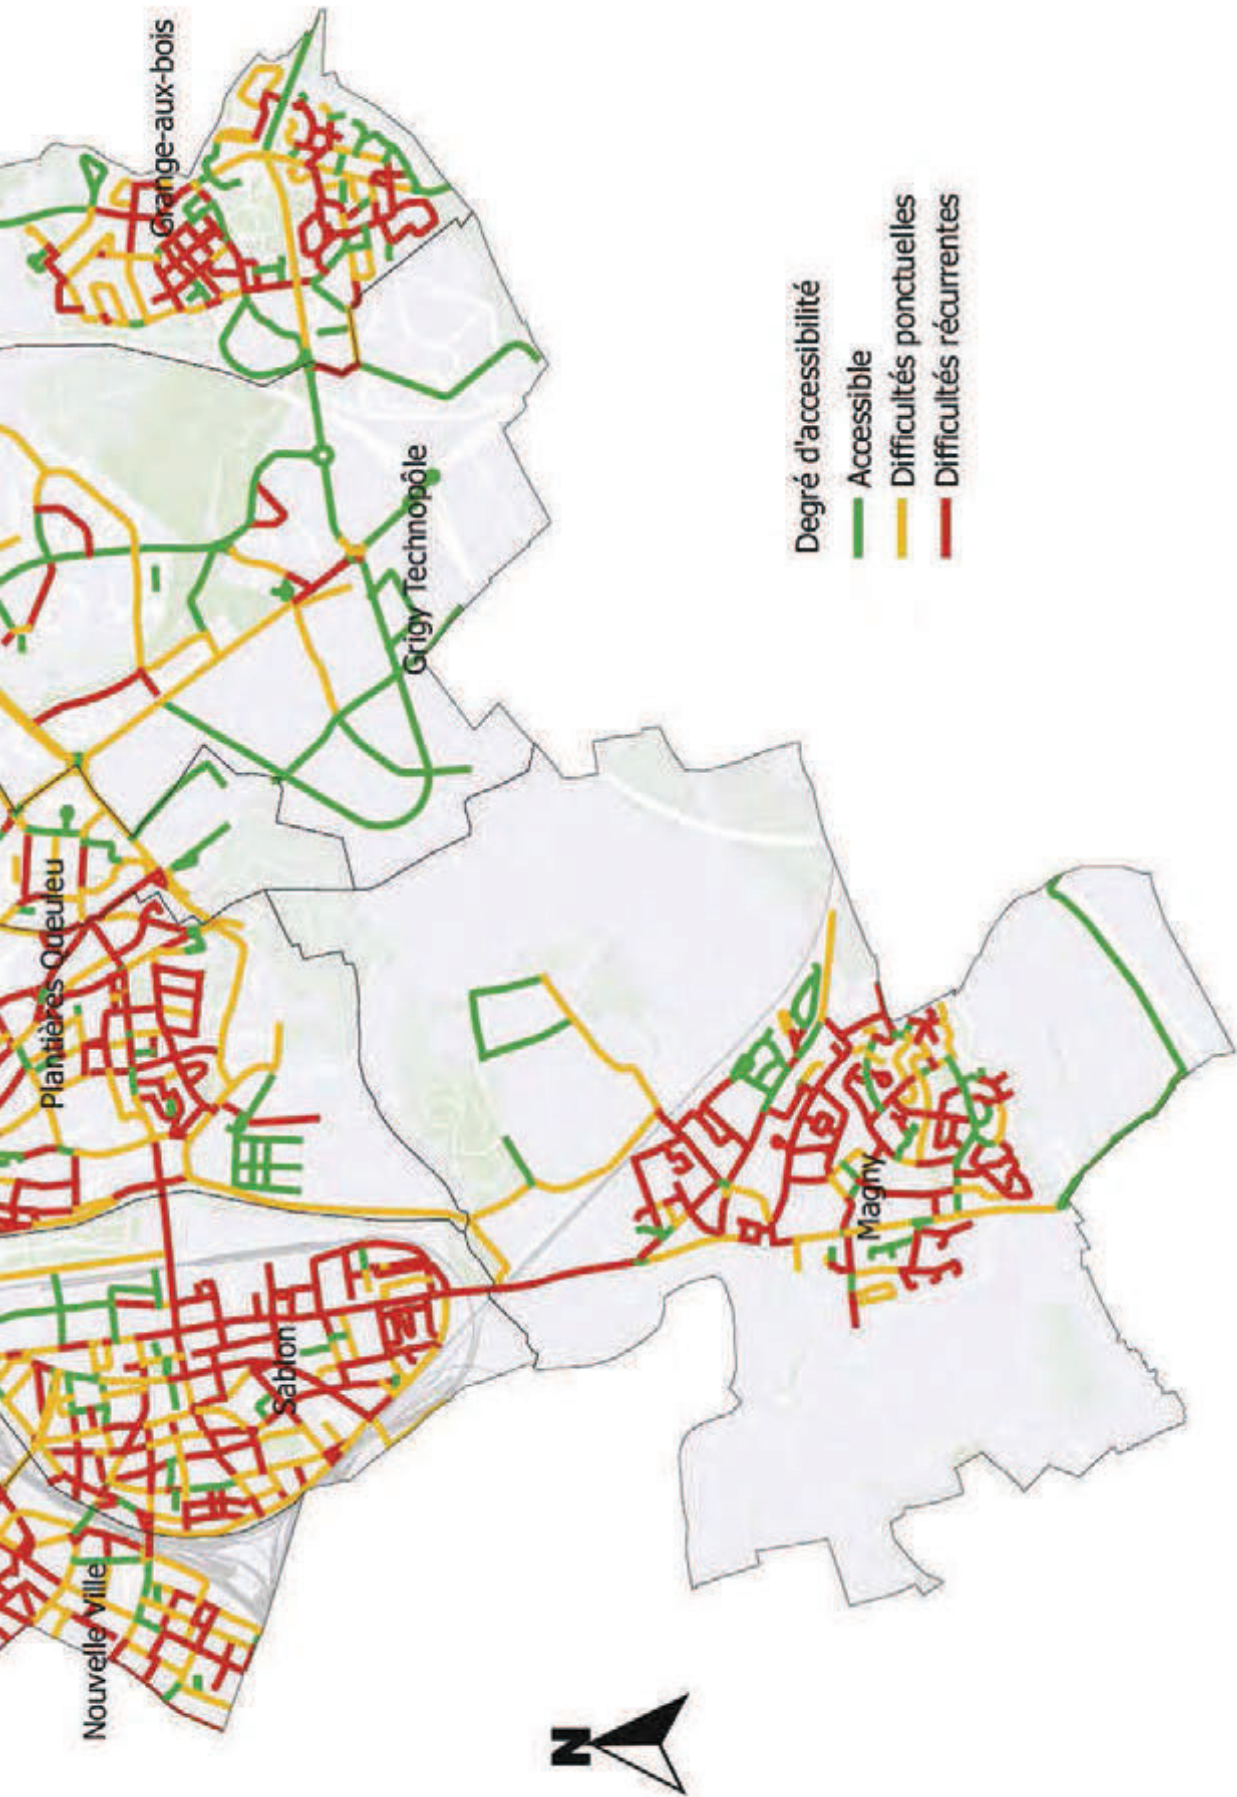 Grange-aux-bois
Plantières Queuleu
Grigy Technopôle
Nouvelle Ville
Sablon
Magny
Degré d'accessibilité
Accessible
Difficultés ponctuelles
Difficultés récurrentes
N